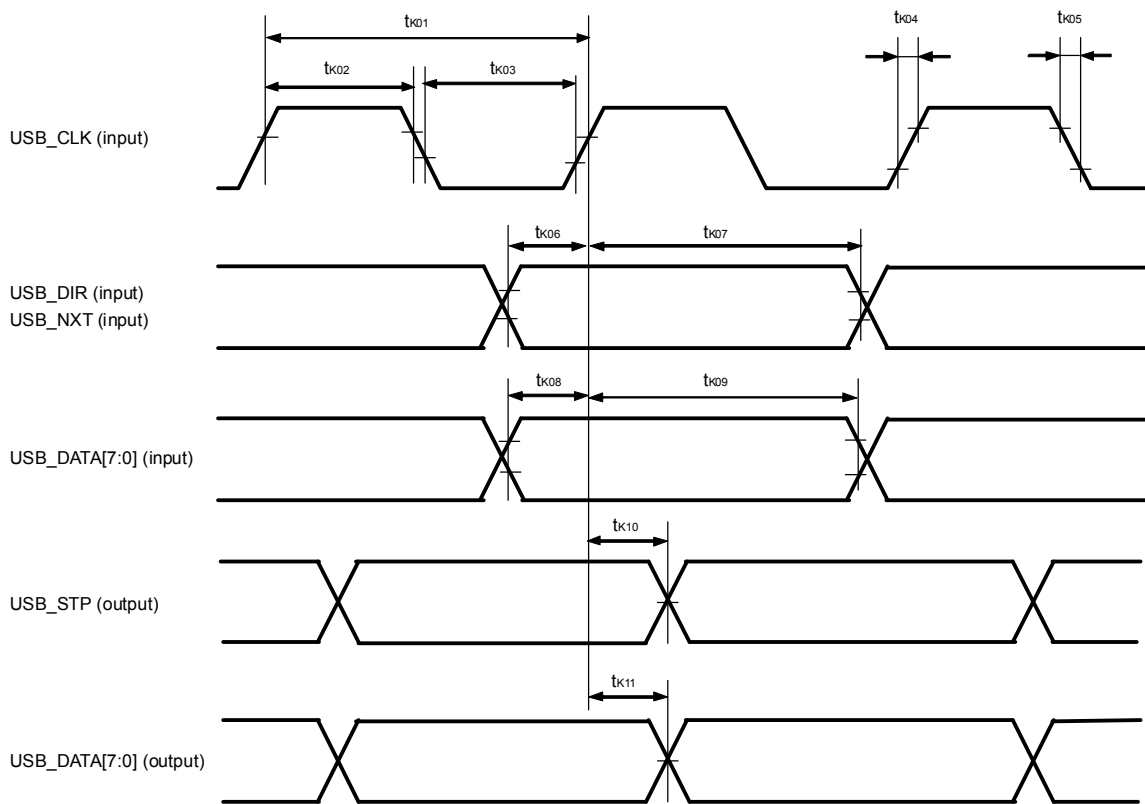 tK01
tK04
tK05
tK02
tK03
USB_CLK (input)
tK06
tK07
USB_DIR (input)
USB_NXT (input)
tK08
tK09
USB_DATA[7:0] (input)
tK10
USB_STP (output)
tK11
USB_DATA[7:0] (output)